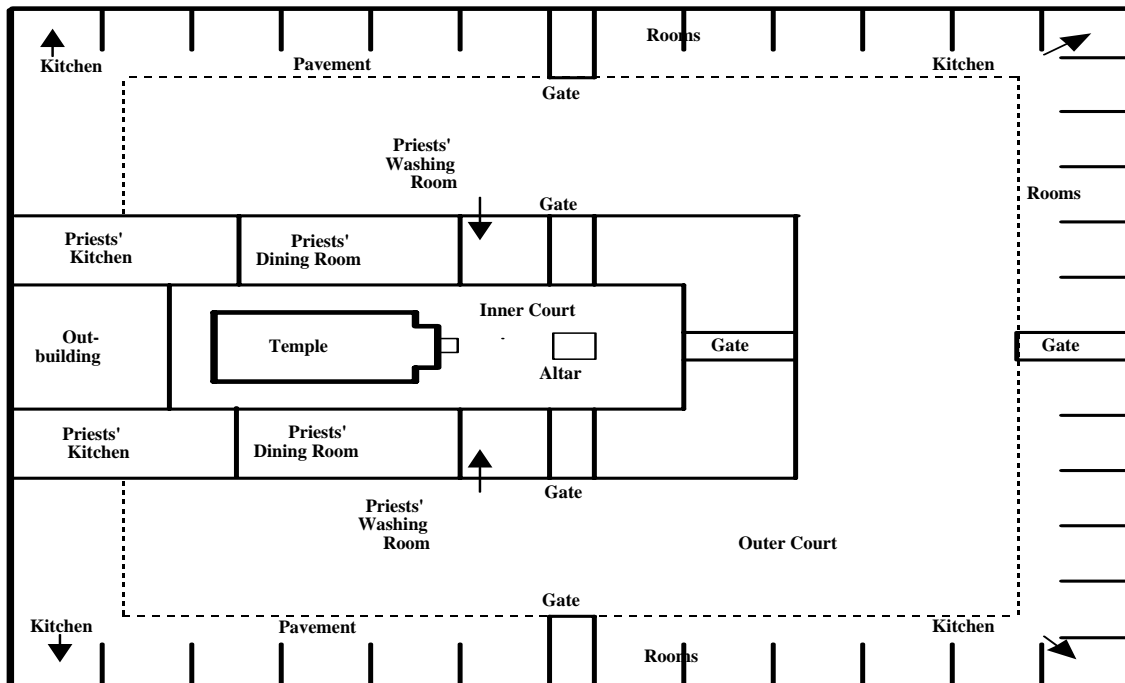 Rooms
Kitchen
Pavement
Kitchen
Gate
Priests'
Washing
Room
Rooms
Gate
Priests'
Kitchen
Priests'
Dining Room
Inner Court
Out-
building
Temple
Gate
Gate
Altar
Priests'
Kitchen
Priests'
Dining Room
Gate
Priests'
Washing
Room
Outer Court
Gate
Kitchen
Pavement
Kitchen
Rooms